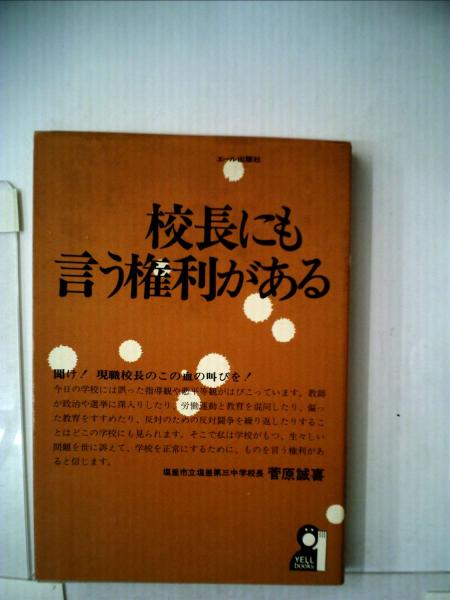 エール出版社
校長にも
言う権利がある
聞け！ 現職校長のこの血の叫びを！
今日の学校には誤った指導観や悪平等観がはびこっています。教師
が政治や選挙に深入りしたり、労働運動と教育を混同したり、偏っ
た教育をすすめたり、反対のための反対闘争を繰り返したりするこ
とはどこの学校にも見られます。そこで私は学校がもつ、生々しい
問題を世に訴えて、学校を正常にするために、ものを言う権利があ
ると信じます。
塩釜市立塩釜第三中学校長 菅原誠喜
YELL
books